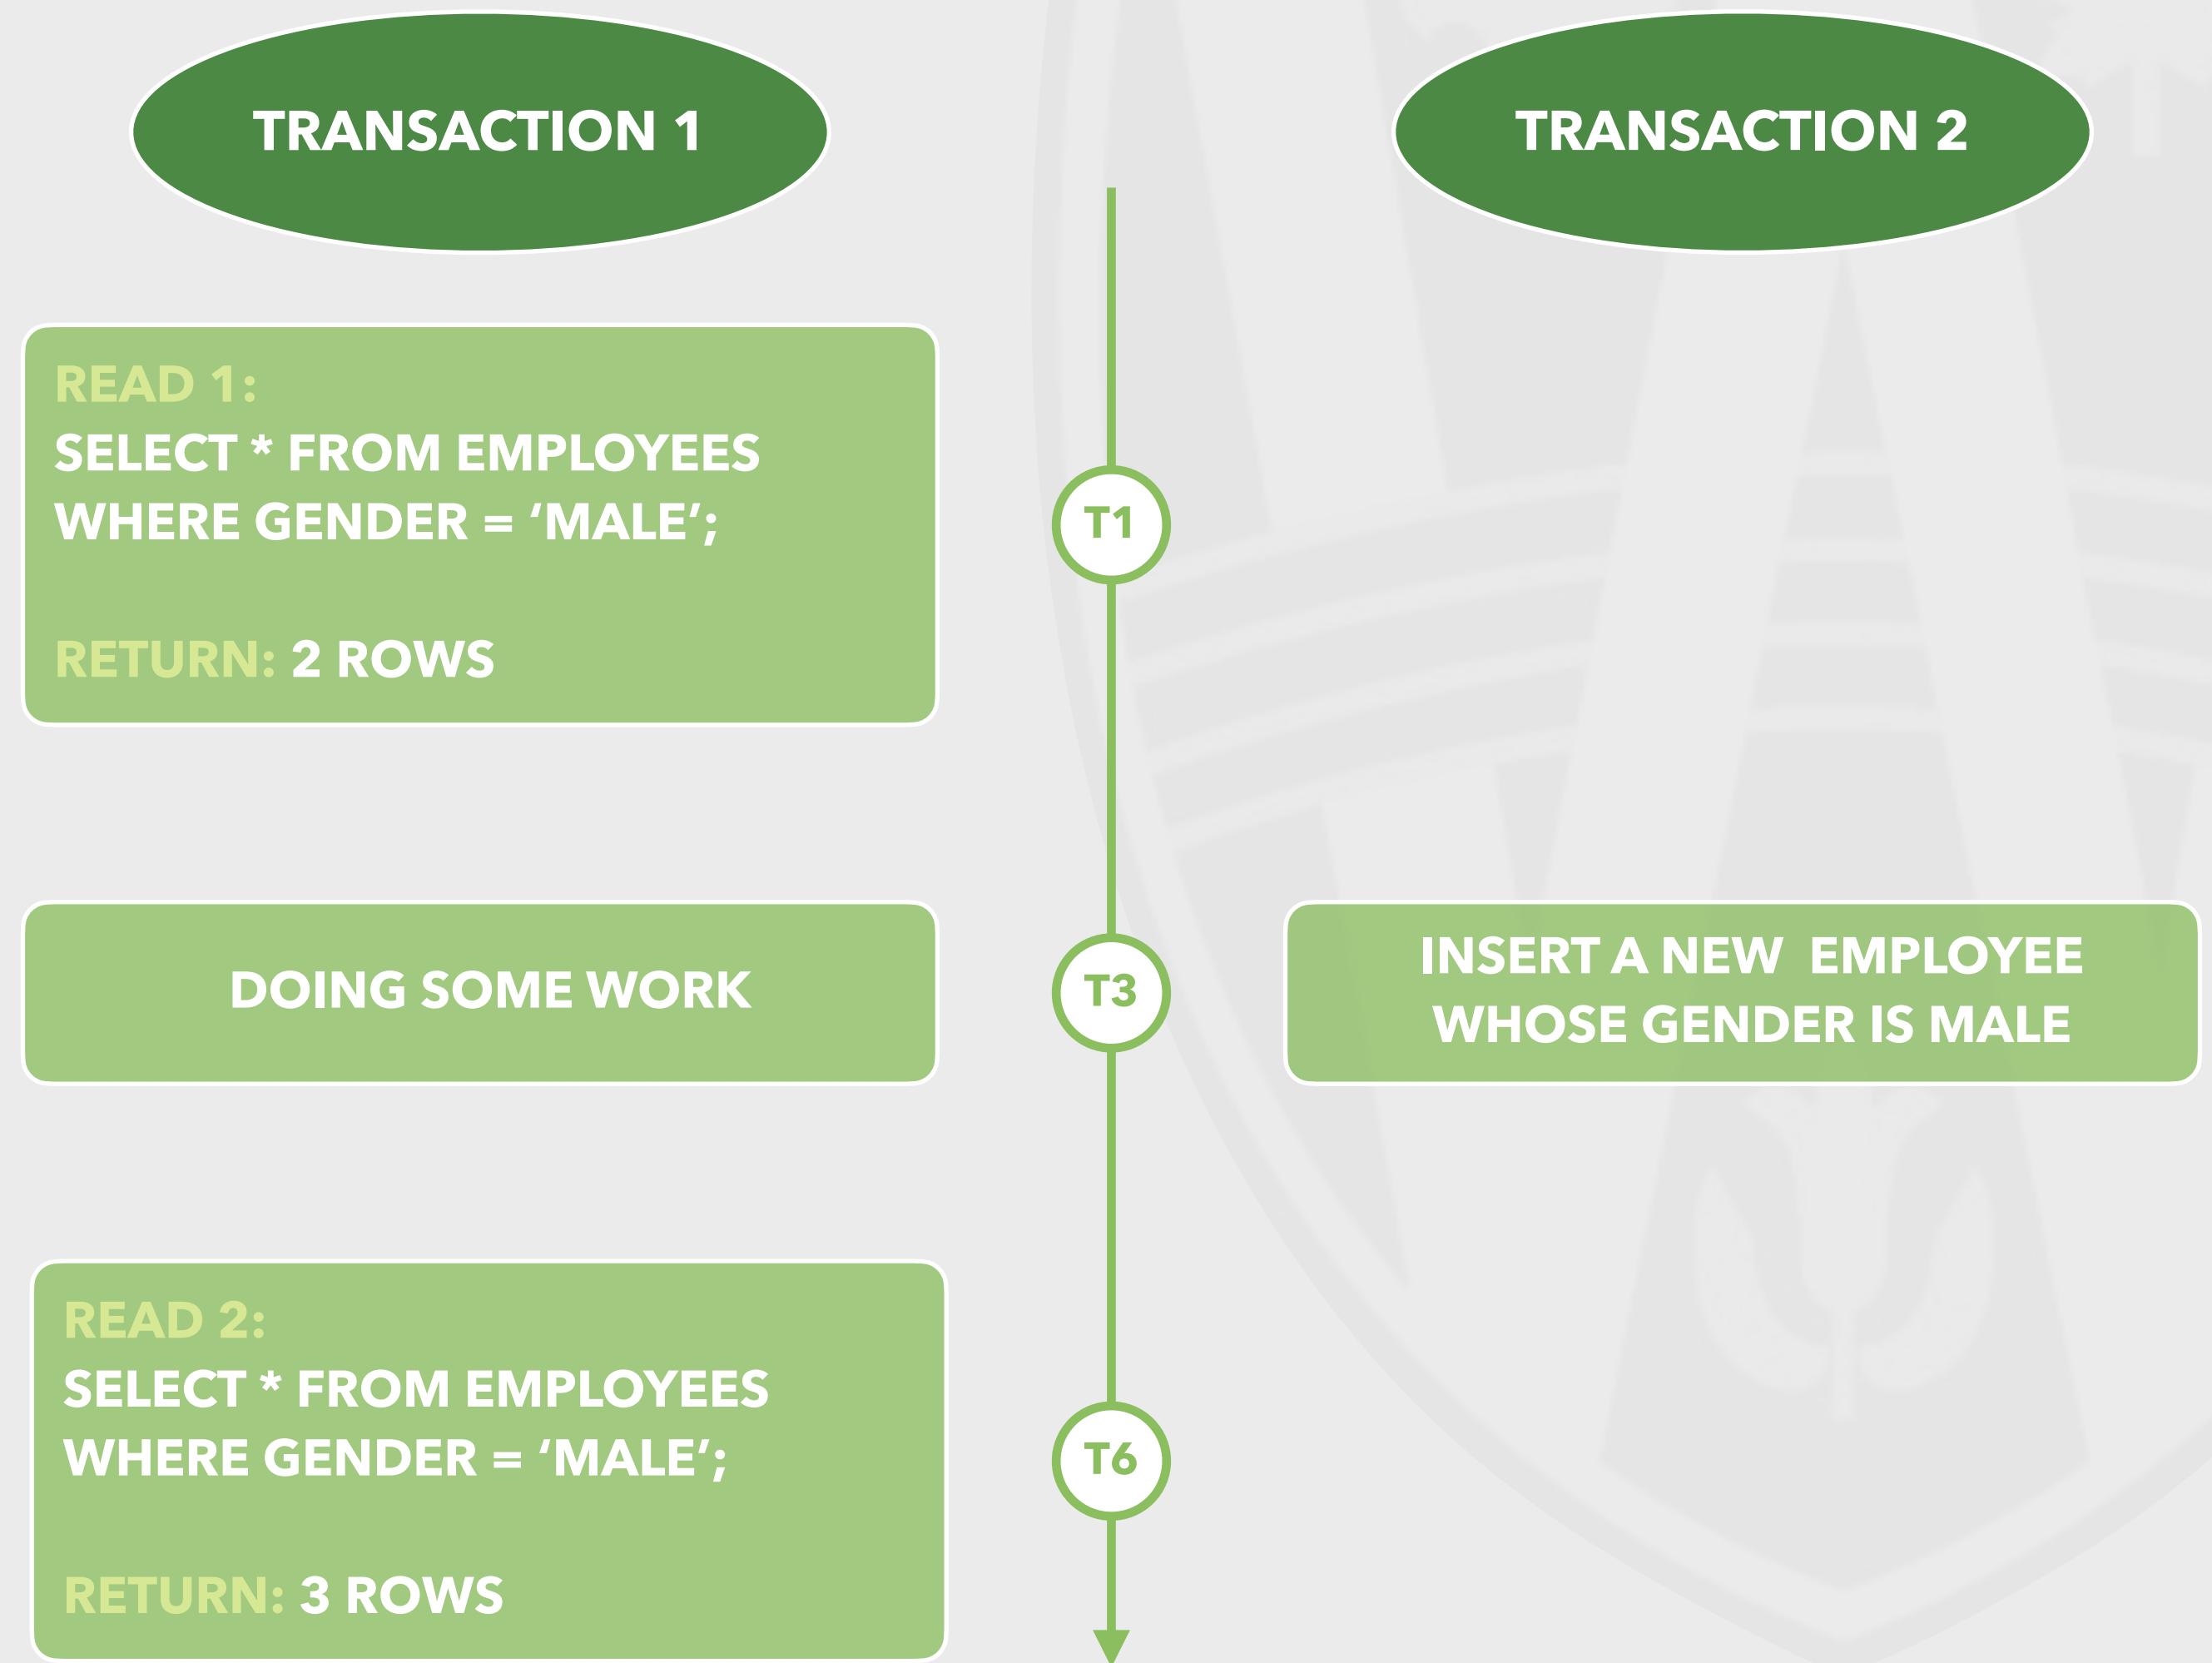 TRANSACTION 1
TRANSACTION 2
READ 1:
SELECT * FROM EMPLOYEES
WHERE GENDER = ‘MALE’;
RETURN: 2 ROWS
T1
DOING SOME WORK
T3
INSERT A NEW  EMPLOYEE
WHOSE GENDER IS MALE
READ 2:
SELECT * FROM EMPLOYEES
WHERE GENDER = ‘MALE’;
RETURN: 3 ROWS
T6